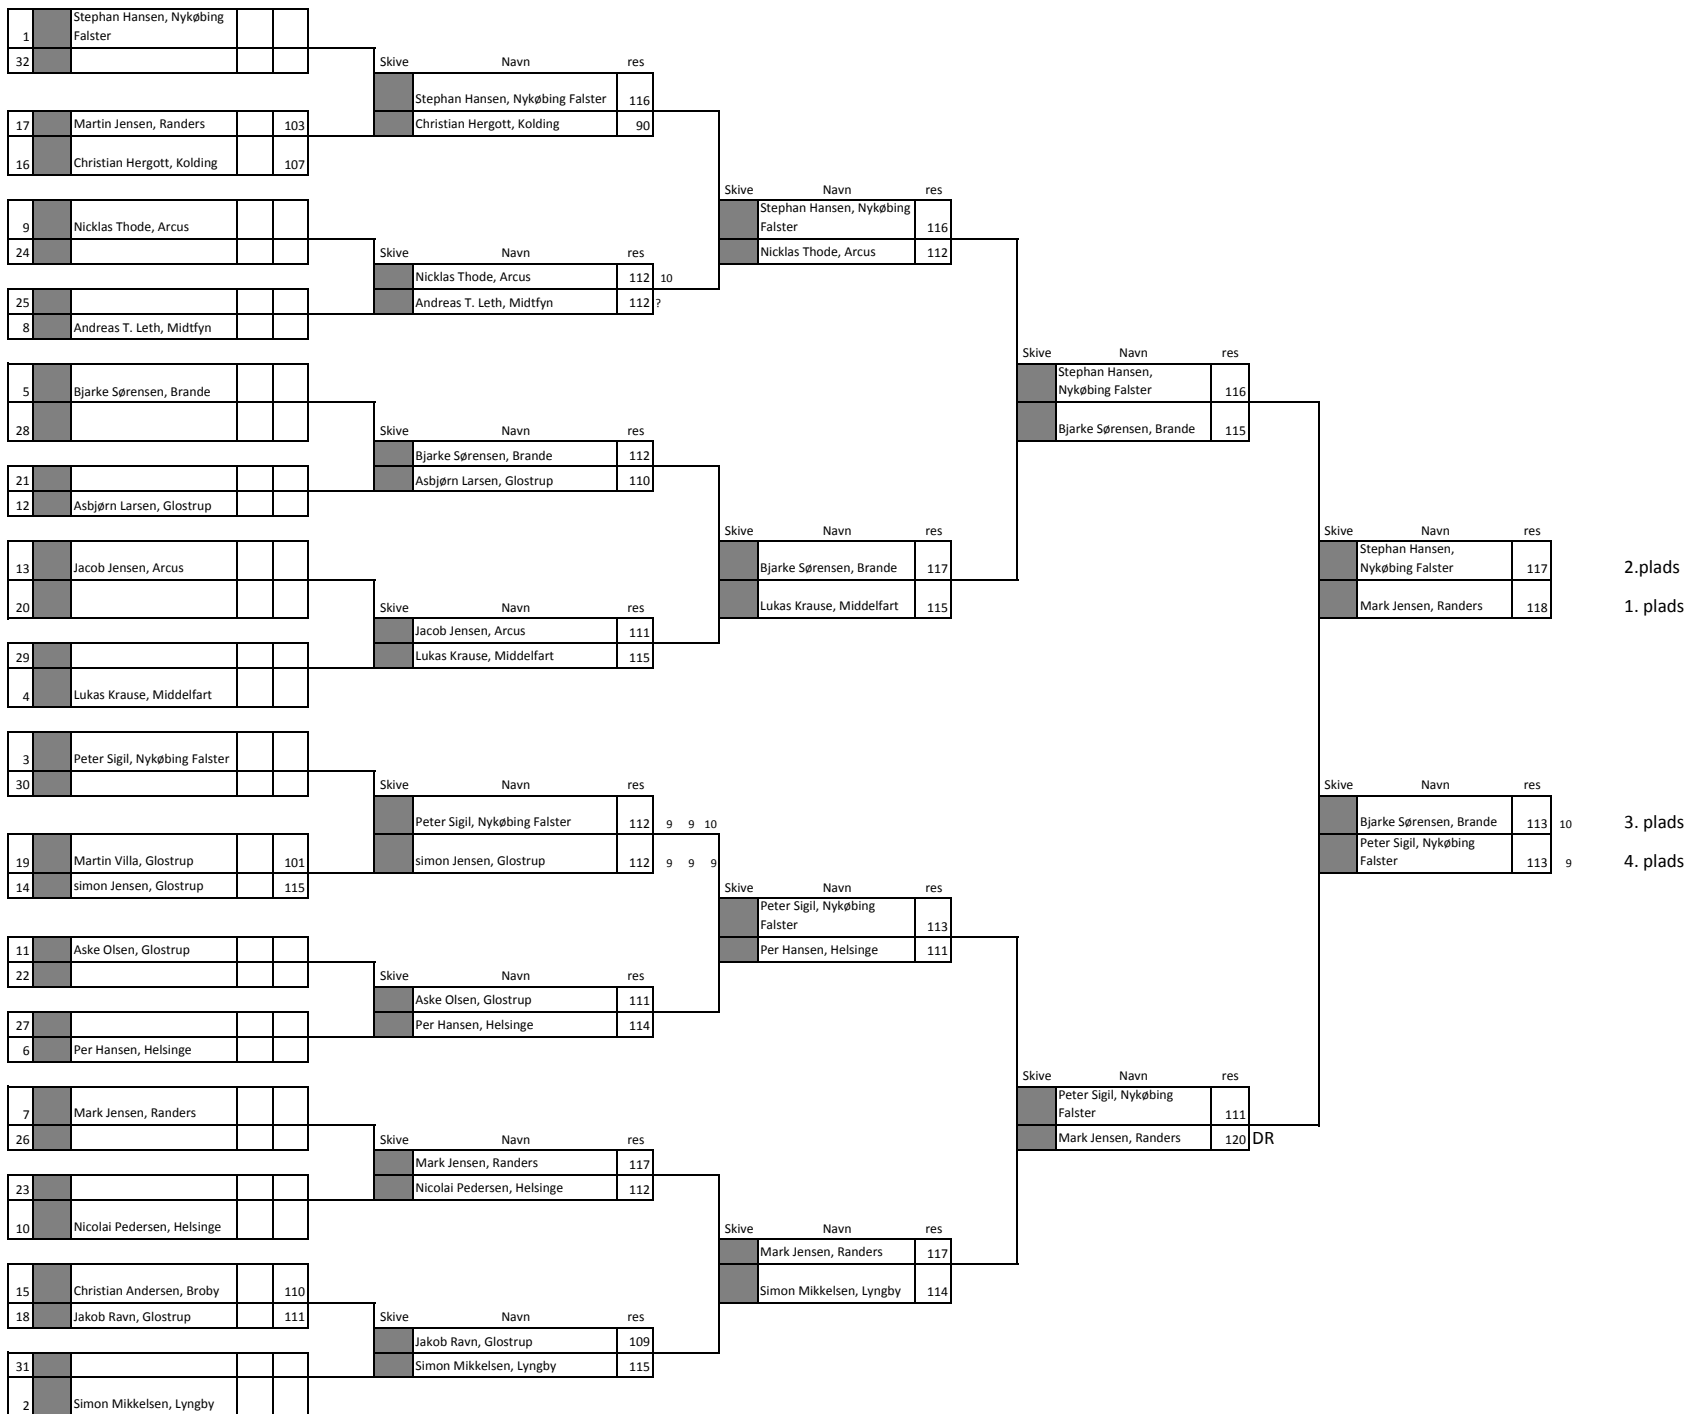 Stephan Hansen, Nykøbing
1 Falster
32
Skive Navn res
Stephan Hansen, Nykøbing Falster 116
17 Martin Jensen, Randers 103
Christian Hergott, Kolding 90
16 Christian Hergott, Kolding 107
Skive Navn res
Stephan Hansen, Nykøbing
Falster 116
9 Nicklas Thode, Arcus
24
Skive Navn res
Nicklas Thode, Arcus 112
Nicklas Thode, Arcus 112 10
25
Andreas T. Leth, Midtfyn 112 ?
8 Andreas T. Leth, Midtfyn
Skive Navn res
Stephan Hansen,
Nykøbing Falster 116
5 Bjarke Sørensen, Brande
28
Skive Navn res
Bjarke Sørensen, Brande 115
Bjarke Sørensen, Brande 112
21
Asbjørn Larsen, Glostrup 110
12 Asbjørn Larsen, Glostrup
Skive Navn res
Skive Navn res
Stephan Hansen,
13 Jacob Jensen, Arcus
Bjarke Sørensen, Brande 117
Nykøbing Falster 117 2.plads
20
Skive Navn res
Lukas Krause, Middelfart 115
Mark Jensen, Randers 118 1. plads
Jacob Jensen, Arcus 111
29
Lukas Krause, Middelfart 115
4 Lukas Krause, Middelfart
3 Peter Sigil, Nykøbing Falster
30
Skive Navn res
Skive Navn res
Peter Sigil, Nykøbing Falster 112 9 9 10
Bjarke Sørensen, Brande 113 10 3. plads
Peter Sigil, Nykøbing
19 Martin Villa, Glostrup 101
simon Jensen, Glostrup 112 9 9 9
Falster 113 9 4. plads
14 simon Jensen, Glostrup 115
Skive Navn res
Peter Sigil, Nykøbing
Falster 113
11 Aske Olsen, Glostrup
Per Hansen, Helsinge 111
22
Skive Navn res
Aske Olsen, Glostrup 111
27
Per Hansen, Helsinge 114
6 Per Hansen, Helsinge
Skive Navn res
Peter Sigil, Nykøbing
7 Mark Jensen, Randers
Falster 111
26
Skive Navn res
Mark Jensen, Randers 120 DR
Mark Jensen, Randers 117
23
Nicolai Pedersen, Helsinge 112
10 Nicolai Pedersen, Helsinge
Skive Navn res
Mark Jensen, Randers 117
15 Christian Andersen, Broby 110
Simon Mikkelsen, Lyngby 114
18 Jakob Ravn, Glostrup 111
Skive Navn res
Jakob Ravn, Glostrup 109
31
Simon Mikkelsen, Lyngby 115
2 Simon Mikkelsen, Lyngby